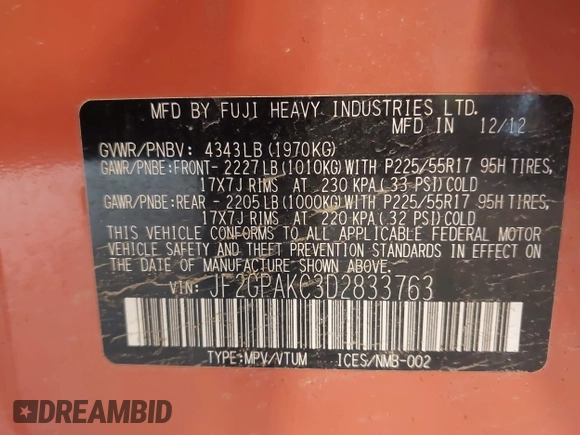 MFD BY FUJI HEAVY INDUSTRIES LTD.
MFD IN 12/12
GVWR/PNBV: 4343LB(1970KG)
GAWR/PNBE:FRONT- 2227LB(1010KG)WITH P225/55R17 95H TIRES,
17X7J RIMS AT 230 KPA(33 PSI)COLD
GAWR/PNBE:REAR - 2205LB(1000KG)WITH P225/55R17 95H TIRES,
17X7J RIMS AT 220 KPA(32 PSI)COLD
THIS VEHICLE CONFORMS TO ALL APPLICABLE FEDERAL MOTOR
VEHICLE SAFETY AND THEFT PREVENTION STANDARDS IN EFFECT
ON THE DATE OF MANUFACTURE SHOWN ABOVE.
VIN: JF2GPAKC3D2833763
TYPE:MPV/VTUM ICES/NMB-002
DREAMBID